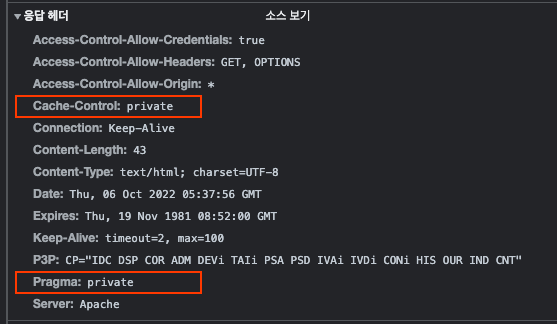 ▼응답 헤더 소스 보기
Access-Control-Allow-Credentials: true
Access-Control-Allow-Headers: GET, OPTIONS
Access-Control-Allow-Origin: *
Cache-Control: private
Connection: Keep-Alive
Content-Length: 43
Content-Type: text/html; charset=UTF-8
Date: Thu, 06 Oct 2022 05:37:56 GMT
Expires: Thu, 19 Nov 1981 08:52:00 GMT
Keep-Alive: timeout=2, max=100
P3P: CP="IDC DSP COR ADM DEVi TAIi PSA PSD IVAi IVDi CONi HIS OUR IND CNT"
Pragma: private
Server: Apache